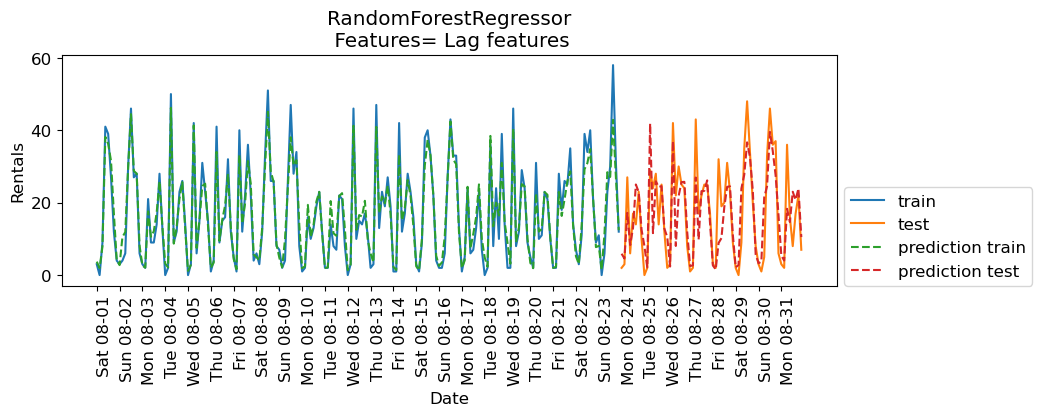 RandomForestRegressor
Features= Lag features
Rentals
60
40
20
0
Sat 08-01
Sun 08-02
Mon 08-03
Tue 08-04
Wed 08-05
Thu 08-06
Fri 08-07
Sat 08-08
Sun 08-09
Mon 08-10
Tue 08-11
Wed 08-12
Thu 08-13
Fri 08-14
Sat 08-15
Sun 08-16
Mon 08-17
Tue 08-18
Wed 08-19
Thu 08-20
Fri 08-21
Sat 08-22
Sun 08-23
Mon 08-24
Tue 08-25
Wed 08-26
Thu 08-27
Fri 08-28
Sat 08-29
Sun 08-30
Mon 08-31
Date
train
test
prediction train
prediction test